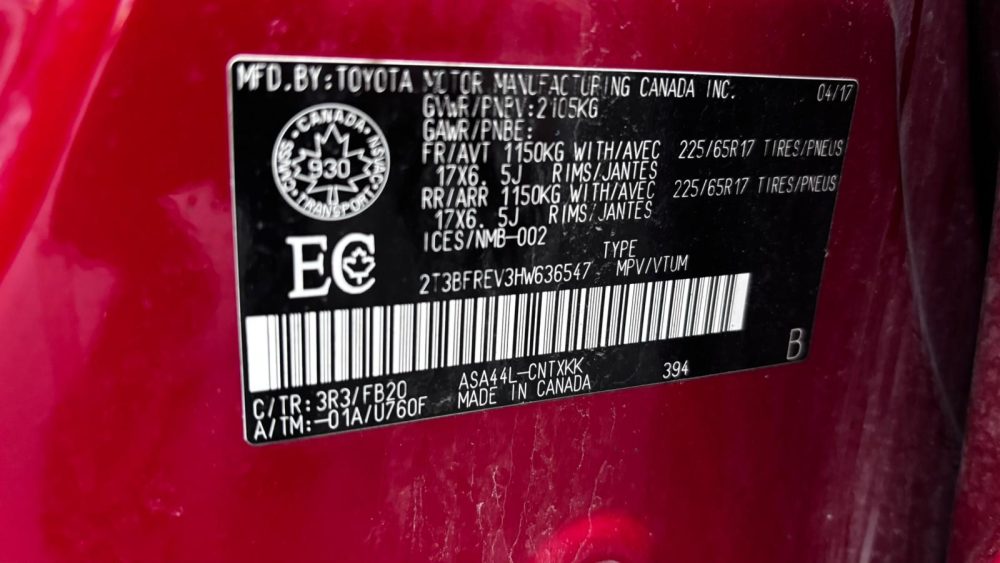 MFD.BY:TOYOTA MOTOR MANUFACTURING CANADA INC. 04/17
GVWR/PNBV:2105KG
GAWR/PNBE:
FR/AVT 1150KG WITH/AVEC 225/65R17 TIRES/PNEUS
17X6.5J RIMS/JANTES
RR/ARR 1150KG WITH/AVEC 225/65R17 TIRES/PNEUS
17X6.5J RIMS/JANTES
ICES/NMB-002
CANADA
CMVSS NSVAC
930
TRANSPORT
EC
TYPE
2T3BFREV3HW636547 MPV/VTUM
B
C/TR:3R3/FB20 ASA44L-CNTXKK 394
A/TM:-01A/U760F MADE IN CANADA